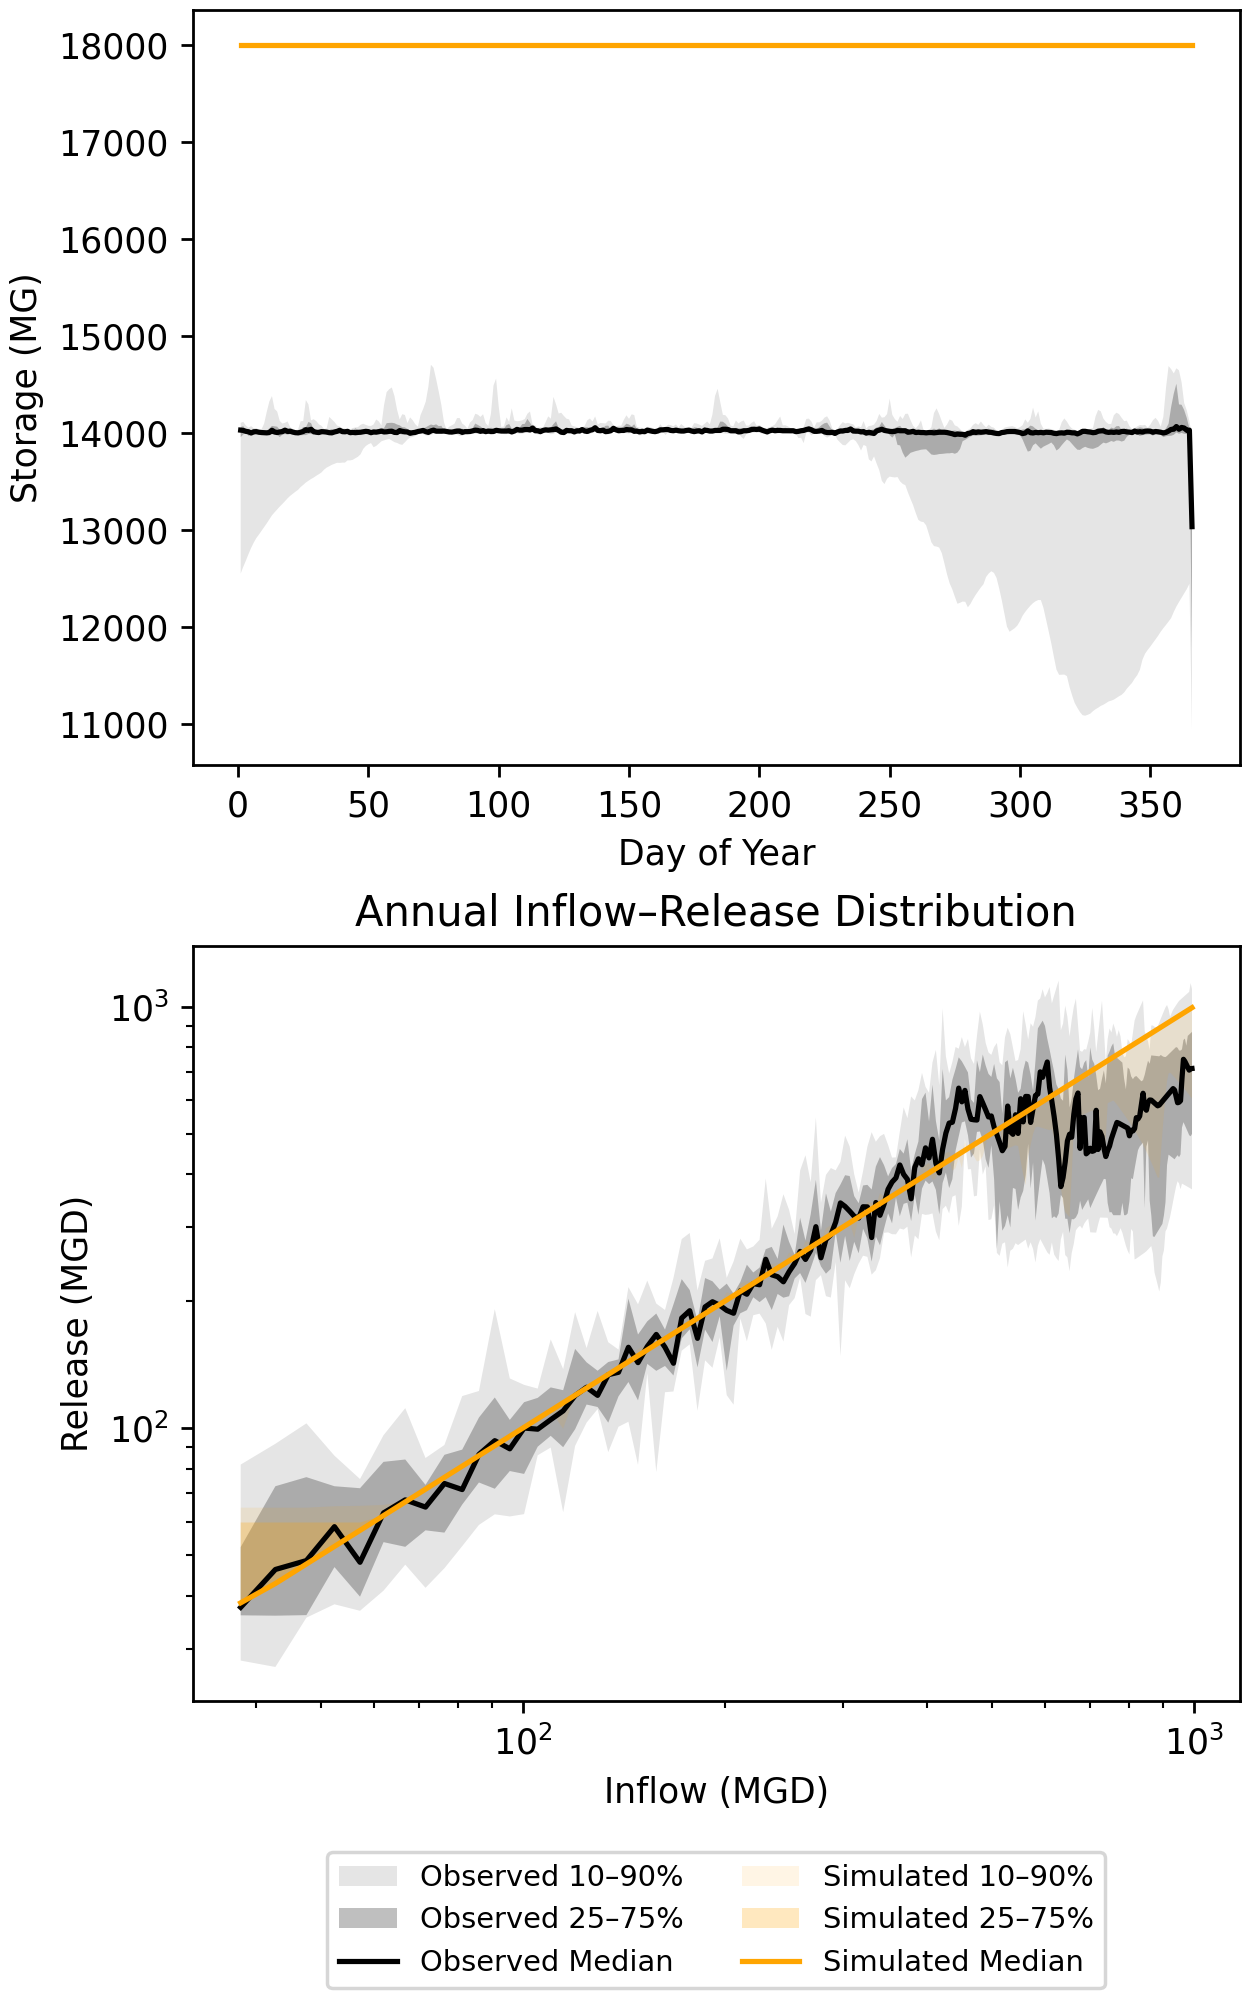 18000
17000
16000
15000
14000
13000
12000
11000
Storage (MG)
0 50 100 150 200 250 300 350
Day of Year
Annual Inflow–Release Distribution
10³
10²
Release (MGD)
10² 10³
Inflow (MGD)
Observed 10–90% Simulated 10–90%
Observed 25–75% Simulated 25–75%
Observed Median Simulated Median